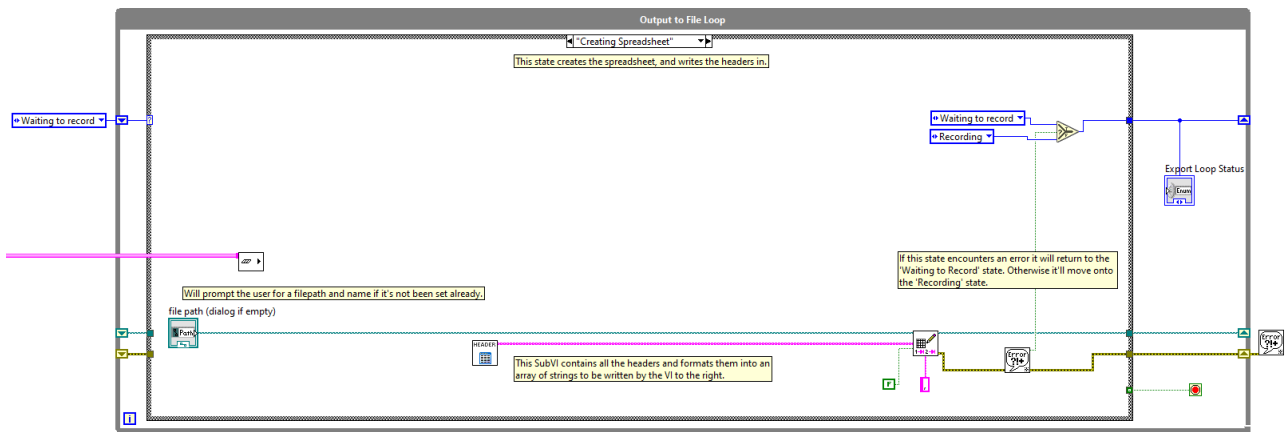 Output to File Loop
"Creating Spreadsheet"
This state creates the spreadsheet, and writes the headers in.
Waiting to record
Waiting to record
Recording
Export Loop Status
Enum
If this state encounters an error it will return to the
'Waiting to Record' state. Otherwise it'll move onto
the 'Recording' state.
Will prompt the user for a filepath and name if it's not been set already.
file path (dialog if empty)
Path
HEADER
This SubVI contains all the headers and formats them into an
array of strings to be written by the VI to the right.
Error
?!+
Error
?!+
i